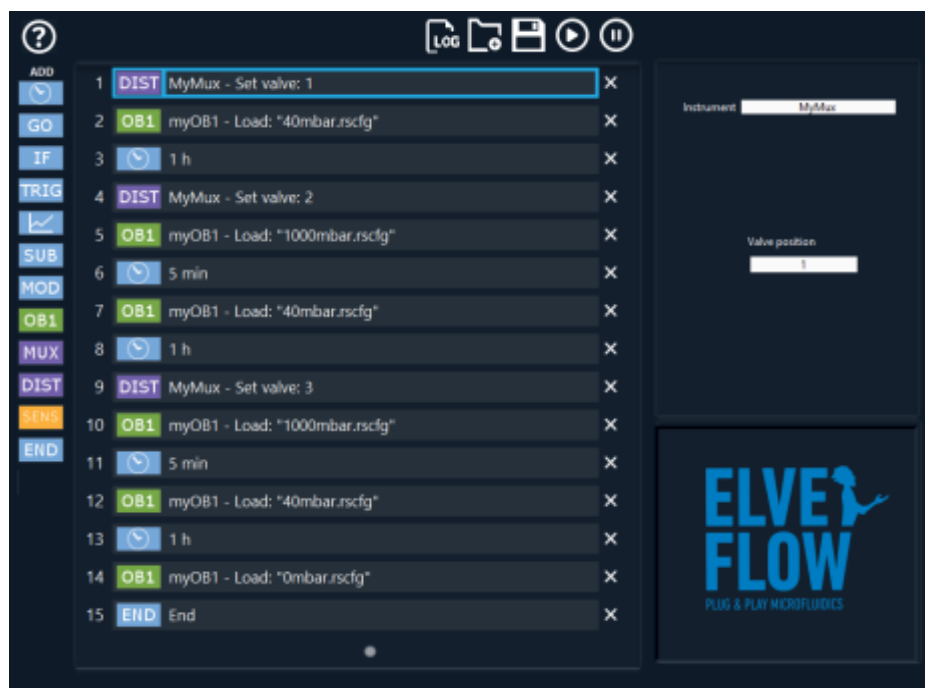 ?
LOG
ADD
GO
IF
TRIG
SUB
MOD
OB1
MUX
DIST
SENS
END
1 DIST MyMux - Set valve: 1 ×
2 OB1 myOB1 - Load: "40mbar.rscfg" ×
3 1 h ×
4 DIST MyMux - Set valve: 2 ×
5 OB1 myOB1 - Load: "1000mbar.rscfg" ×
6 5 min ×
7 OB1 myOB1 - Load: "40mbar.rscfg" ×
8 1 h ×
9 DIST MyMux - Set valve: 3 ×
10 OB1 myOB1 - Load: "1000mbar.rscfg" ×
11 5 min ×
12 OB1 myOB1 - Load: "40mbar.rscfg" ×
13 1 h ×
14 OB1 myOB1 - Load: "0mbar.rscfg" ×
15 END End ×
Instrument MyMux
Valve position
1
ELVE
FLOW
PLUG & PLAY MICROFLUIDICS